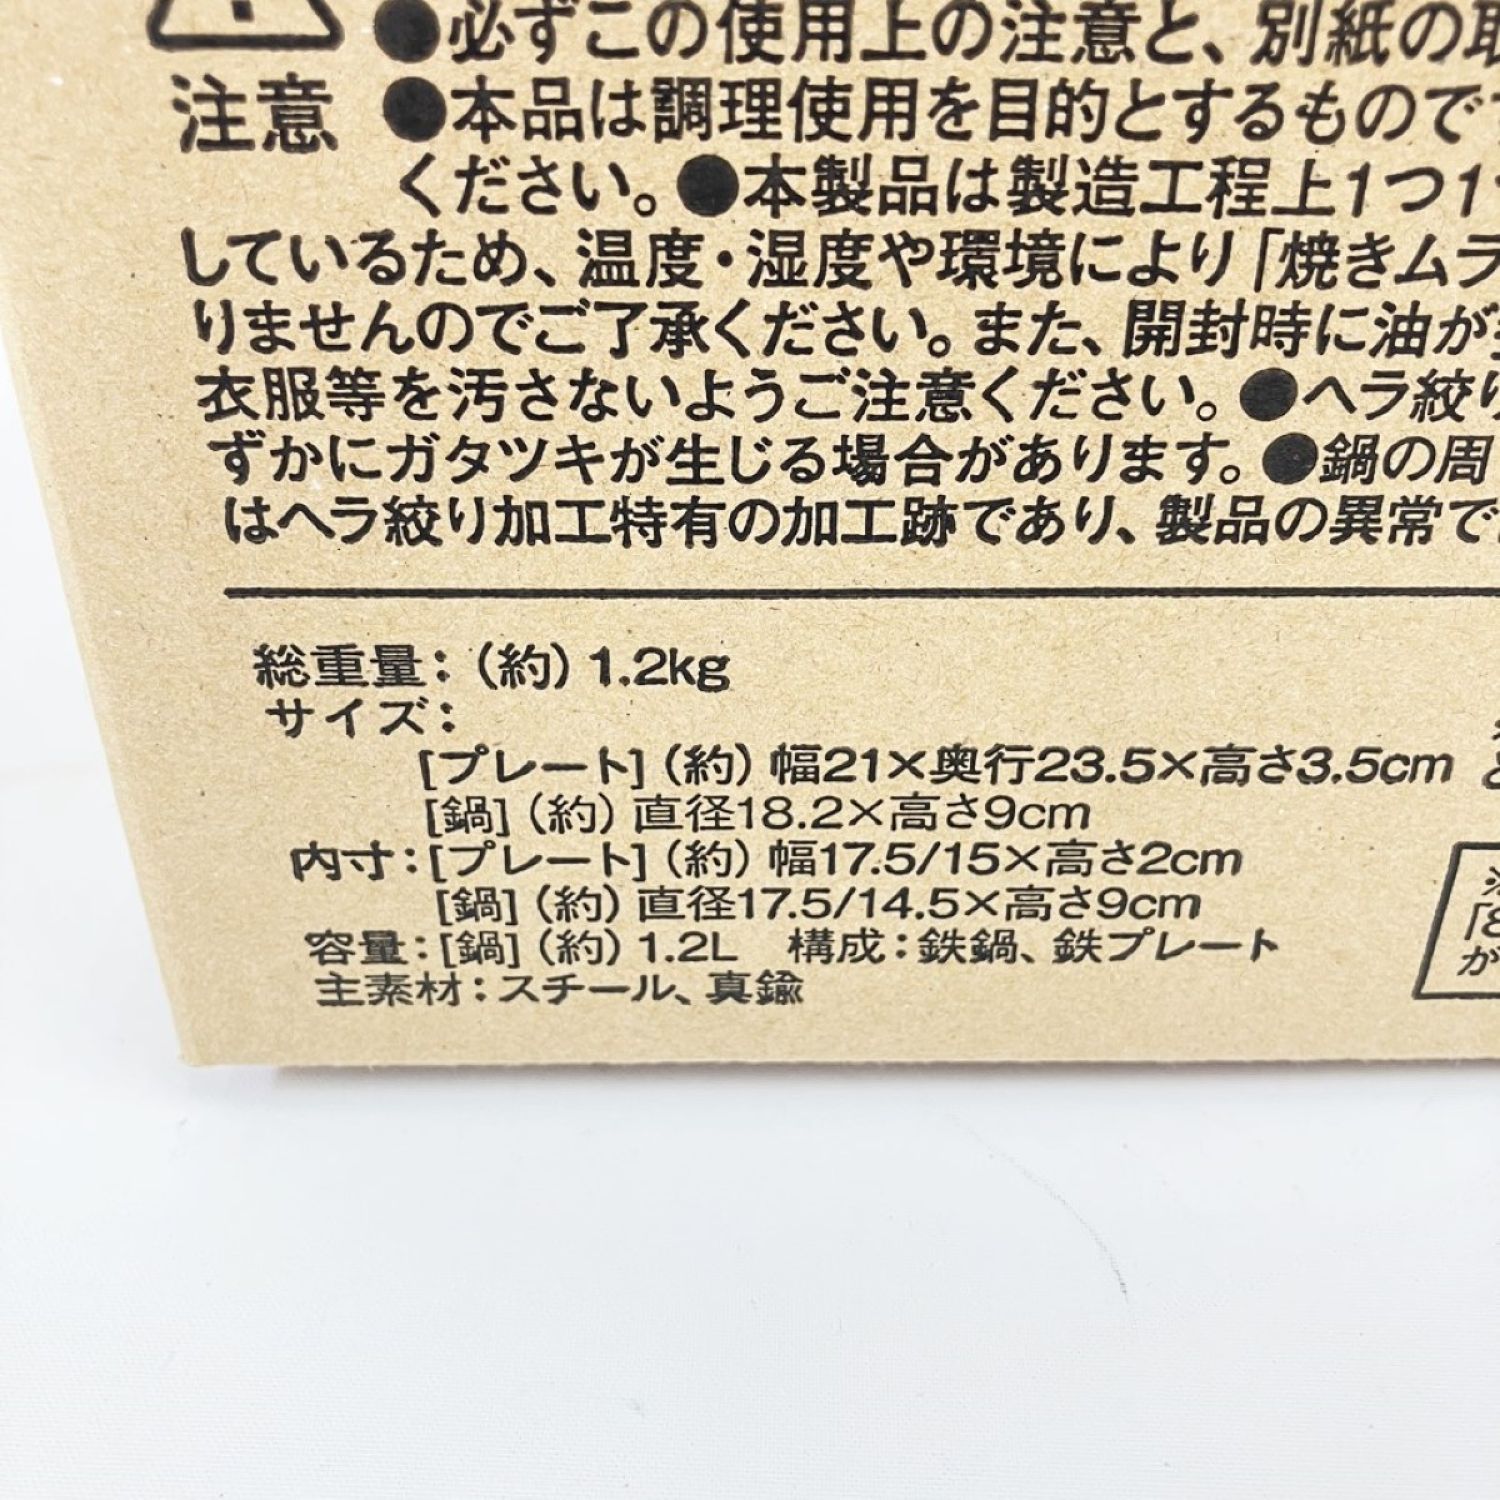 ●必ずこの使用上の注意と、別紙の取
注意 ●本品は調理使用を目的とするもので
ください。●本製品は製造工程上1つ1
しているため、温度・湿度や環境により「焼きムラ
りませんのでご了承ください。また、開封時に油が
衣服等を汚さないようご注意ください。●ヘラ絞り
ずかにガタツキが生じる場合があります。●鍋の周
はヘラ絞り加工特有の加工跡であり、製品の異常で
総重量：（約）1.2kg
サイズ：
[プレート]（約）幅21×奥行23.5×高さ3.5cm
[鍋]（約）直径18.2×高さ9cm
内寸：[プレート]（約）幅17.5/15×高さ2cm
[鍋]（約）直径17.5/14.5×高さ9cm
容量：[鍋]（約）1.2L　構成：鉄鍋、鉄プレート
主素材：スチール、真鍮
が